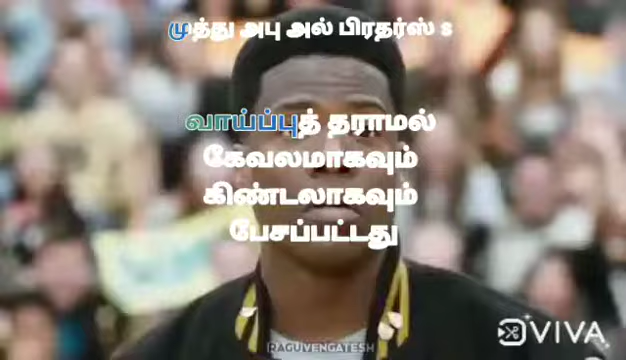 முத்து அபு அல் பிரதர்ஸ் s
வாய்ப்புத் தராமல்
கேவலமாகவும்
கிண்டலாகவும்
பேசப்பட்டது
RAGUVENGATESH
VIVA